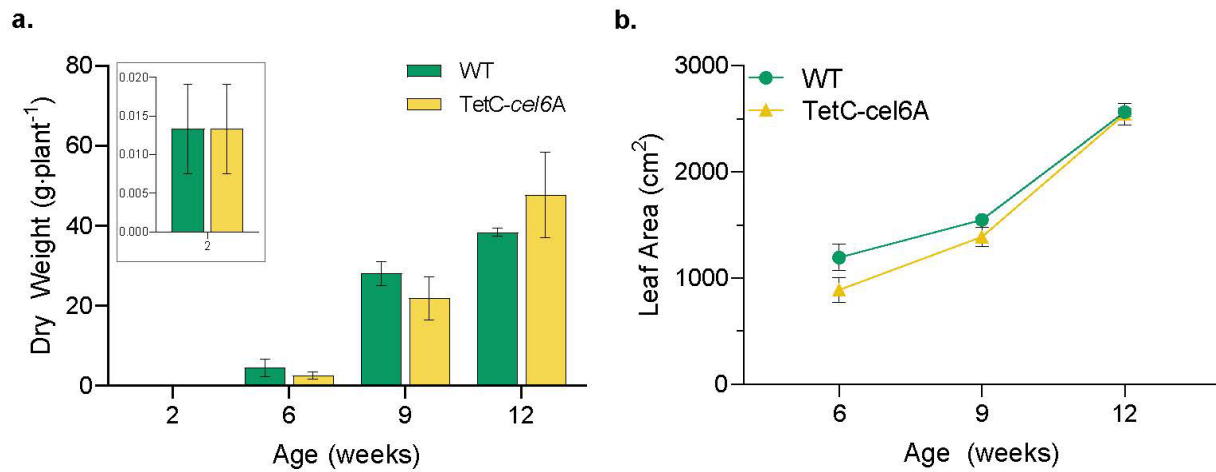 a.
Dry Weight (g·plant⁻¹)
80
60
40
20
0
0.020
0.015
0.010
0.005
0.000
2
WT
TetC-cel6A
2 6 9 12
Age (weeks)
b.
Leaf Area (cm²)
3000
2000
1000
0
WT
TetC-cel6A
6 9 12
Age (weeks)